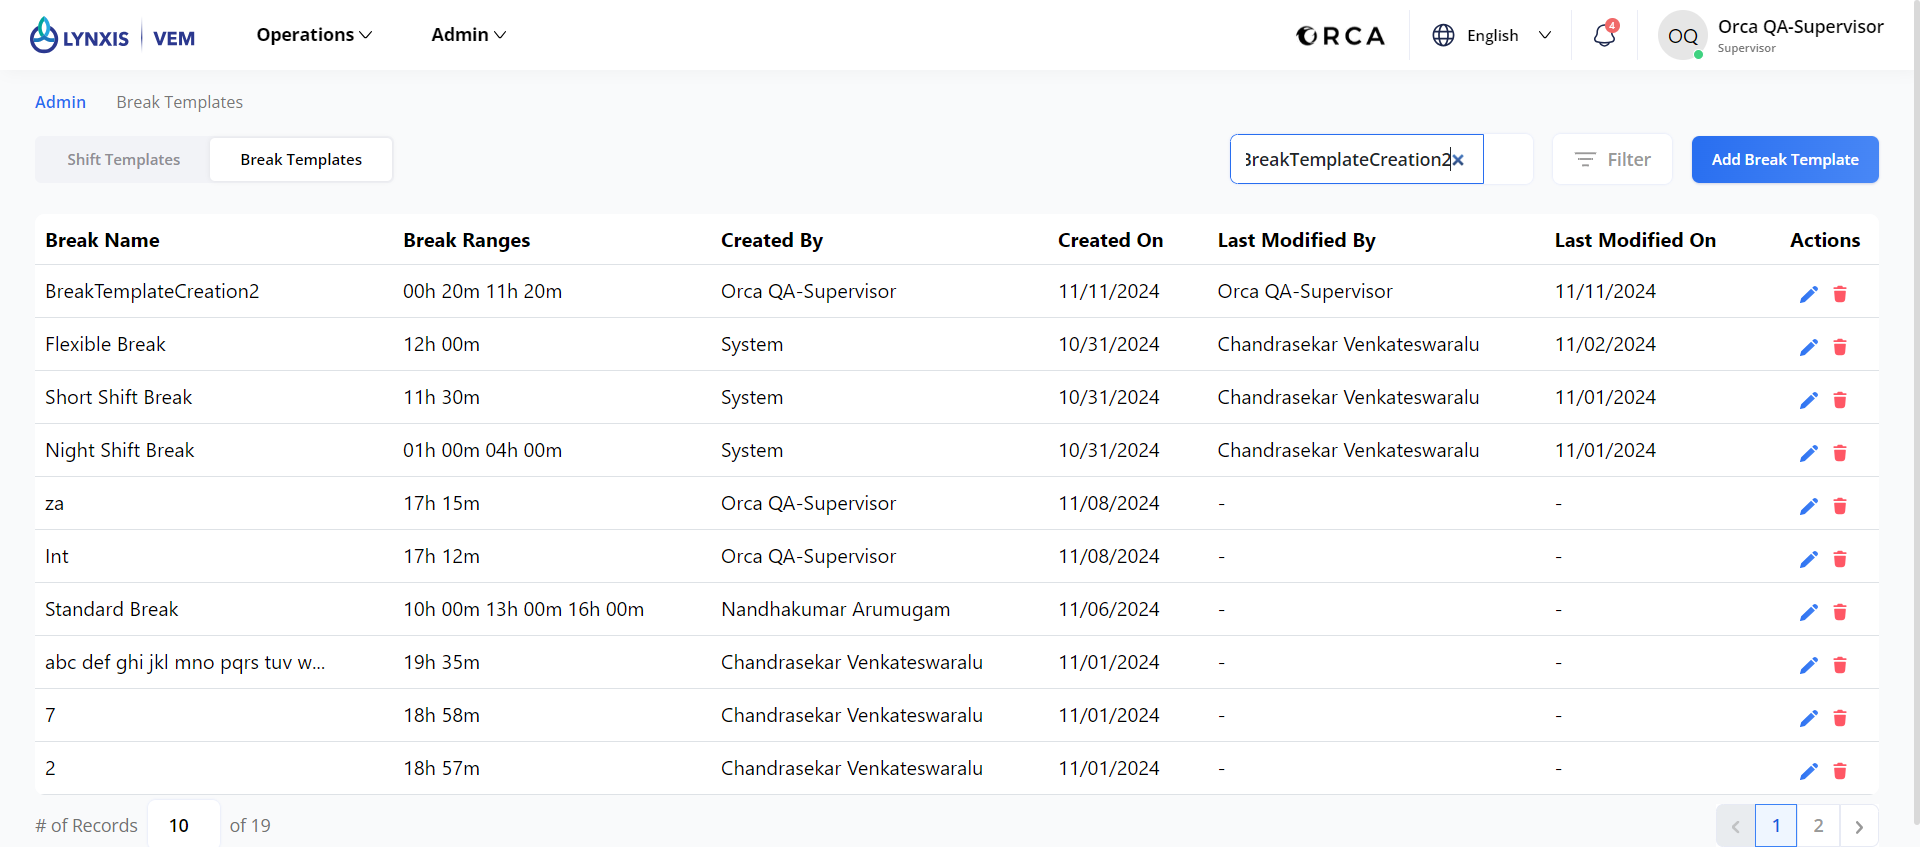 LYNXIS VEM Operations Admin ORCA English 4 OQ Orca QA-Supervisor
Supervisor
Admin Break Templates
Shift Templates Break Templates BreakTemplateCreation2 Filter Add Break Template
Break Name Break Ranges Created By Created On Last Modified By Last Modified On Actions
BreakTemplateCreation2 00h 20m 11h 20m Orca QA-Supervisor 11/11/2024 Orca QA-Supervisor 11/11/2024
Flexible Break 12h 00m System 10/31/2024 Chandrasekar Venkateswaralu 11/02/2024
Short Shift Break 11h 30m System 10/31/2024 Chandrasekar Venkateswaralu 11/01/2024
Night Shift Break 01h 00m 04h 00m System 10/31/2024 Chandrasekar Venkateswaralu 11/01/2024
za 17h 15m Orca QA-Supervisor 11/08/2024 - -
Int 17h 12m Orca QA-Supervisor 11/08/2024 - -
Standard Break 10h 00m 13h 00m 16h 00m Nandhakumar Arumugam 11/06/2024 - -
abc def ghi jkl mno pqrs tuv w... 19h 35m Chandrasekar Venkateswaralu 11/01/2024 - -
7 18h 58m Chandrasekar Venkateswaralu 11/01/2024 - -
2 18h 57m Chandrasekar Venkateswaralu 11/01/2024 - -
# of Records 10 of 19 1 2